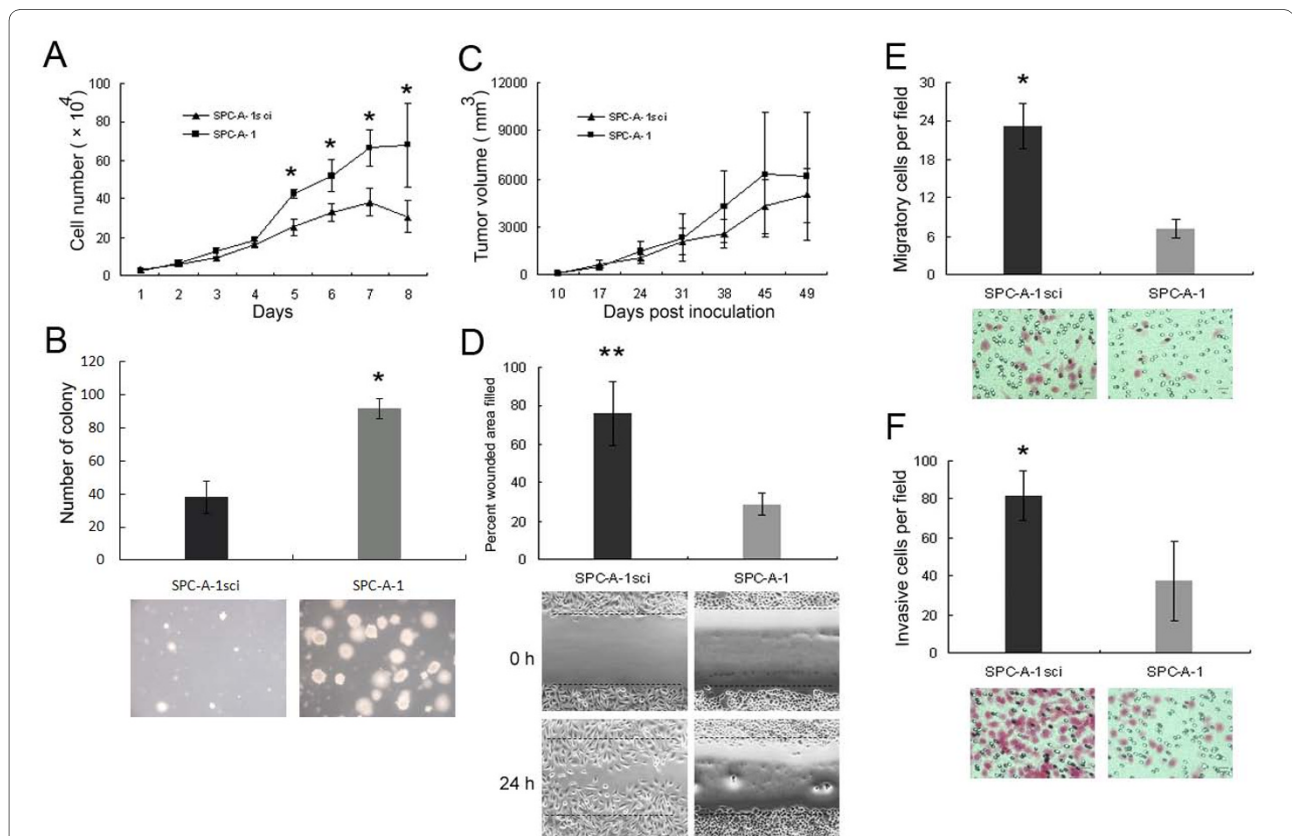 A
Cell number ( × 10⁴)
100
80
60
40
20
0
SPC-A-1sci
SPC-A-1
*
*
*
*
1 2 3 4 5 6 7 8
Days
B
Number of colony
120
100
80
60
40
20
0
*
SPC-A-1sci SPC-A-1
C
Tumor volume ( mm³)
12000
9000
6000
3000
0
SPC-A-1sci
SPC-A-1
10 17 24 31 38 45 49
Days post inoculation
D
Percent wounded area filled
100
80
60
40
20
0
**
SPC-A-1sci SPC-A-1
0 h
24 h
E
Migratory cells per field
30
24
18
12
6
0
*
SPC-A-1sci SPC-A-1
F
Invasive cells per field
100
80
60
40
20
0
*
SPC-A-1sci SPC-A-1